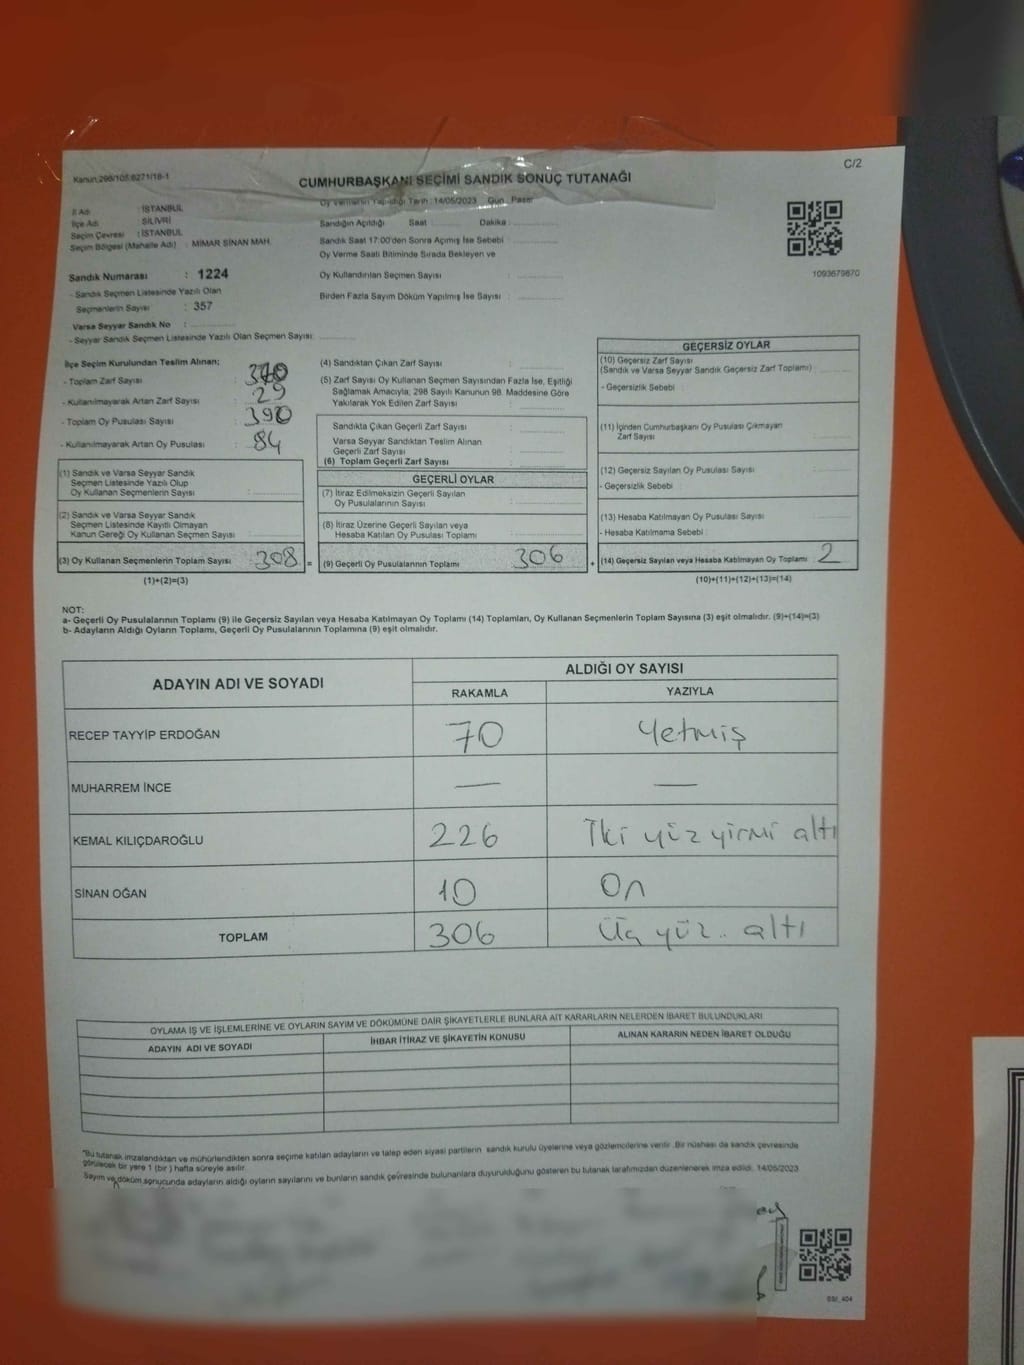 C/2
Kanun:298/105:6271/18-1
CUMHURBAŞKANI SEÇİMİ SANDIK SONUÇ TUTANAĞI
İl Adı : İSTANBUL
İlçe Adı : SİLİVRİ
Seçim Çevresi : İSTANBUL
Seçim Bölgesi (Mahalle Adı) : MİMAR SİNAN MAH.
Sandık Numarası : 1224
- Sandık Seçmen Listesinde Yazılı Olan
Seçmenlerin Sayısı : 357
Varsa Seyyar Sandık No :
- Seyyar Sandık Seçmen Listesinde Yazılı Olan Seçmen Sayısı:
Oy Vermenin Yapıldığı Tarih : 14/05/2023 Gün : Pazar
Sandığın Açıldığı Saat Dakika :
Sandık Saat 17:00'den Sonra Açımış İse Sebebi :
Oy Verme Saati Bitiminde Sırada Bekleyen ve
Oy Kullandırılan Seçmen Sayısı :
Birden Fazla Sayım Döküm Yapılmış İse Sayısı :
1093679870
İlçe Seçim Kurulundan Teslim Alınan;
- Toplam Zarf Sayısı :
- Kullanılmayarak Artan Zarf Sayısı : 29
- Toplam Oy Pusulası Sayısı : 390
- Kullanılmayarak Artan Oy Pusulası : 84
(1) Sandık ve Varsa Seyyar Sandık
Seçmen Listesinde Yazılı Olup
Oy Kullanan Seçmenlerin Sayısı :
(2) Sandık ve Varsa Seyyar Sandık
Seçmen Listesinde Kayıtlı Olmayan
Kanun Gereği Oy Kullanan Seçmen Sayısı :
(3) Oy Kullanan Seçmenlerin Toplam Sayısı : 308 =
(1)+(2)=(3)
(4) Sandıktan Çıkan Zarf Sayısı :
(5) Zarf Sayısı Oy Kullanan Seçmen Sayısından Fazla İse, Eşitliği
Sağlamak Amacıyla; 298 Sayılı Kanunun 98. Maddesine Göre
Yakılarak Yok Edilen Zarf Sayısı :
Sandıkta Çıkan Geçerli Zarf Sayısı :
Varsa Seyyar Sandıktan Teslim Alınan
Geçerli Zarf Sayısı :
(6) Toplam Geçerli Zarf Sayısı :
GEÇERLİ OYLAR
(7) İtiraz Edilmeksizin Geçerli Sayılan
Oy Pusulalarının Sayısı :
(8) İtiraz Üzerine Geçerli Sayılan veya
Hesaba Katılan Oy Pusulası Toplamı :
(9) Geçerli Oy Pusulalarının Toplamı : 306 +
GEÇERSİZ OYLAR
(10) Geçersiz Zarf Sayısı
(Sandık ve Varsa Seyyar Sandık Geçersiz Zarf Toplamı) :
- Geçersizlik Sebebi :
(11) İçinden Cumhurbaşkanı Oy Pusulası Çıkmayan
Zarf Sayısı :
(12) Geçersiz Sayılan Oy Pusulası Sayısı :
- Geçersizlik Sebebi :
(13) Hesaba Katılmayan Oy Pusulası Sayısı :
- Hesaba Katılmama Sebebi :
(14) Geçersiz Sayılan veya Hesaba Katılmayan Oy Toplamı : 2
(10)+(11)+(12)+(13)=(14)
NOT:
a- Geçerli Oy Pusulalarının Toplamı (9) ile Geçersiz Sayılan veya Hesaba Katılmayan Oy Toplamı (14) Toplamları, Oy Kullanan Seçmenlerin Toplam Sayısına (3) eşit olmalıdır. (9)+(14)=(3)
b- Adayların Aldığı Oyların Toplamı, Geçerli Oy Pusulalarının Toplamına (9) eşit olmalıdır.
ADAYIN ADI VE SOYADI ALDIĞI OY SAYISI
RAKAMLA YAZIYLA
RECEP TAYYİP ERDOĞAN 70 Yetmiş
MUHARREM İNCE — —
KEMAL KILIÇDAROĞLU 226 İki yüz yirmi altı
SİNAN OĞAN 10 On
TOPLAM 306 üç yüz.. altı
OYLAMA İŞ VE İŞLEMLERİNE VE OYLARIN SAYIM VE DÖKÜMÜNE DAİR ŞİKAYETLERLE BUNLARA AİT KARARLARIN NELERDEN İBARET BULUNDUKLARI
ADAYIN ADI VE SOYADI İHBAR İTİRAZ VE ŞİKAYETİN KONUSU ALINAN KARARIN NEDEN İBARET OLDUĞU
"Bu tutanak imzalandıktan ve mühürlendikten sonra seçime katılan adayların ve talep eden siyasi partilerin sandık kurulu üyelerine veya gözlemcilerine verilir. Bir nüshası da sandık çevresinde
görülecek bir yere 1 (bir) hafta süreyle asılır.
Sayım ve döküm sonucunda adayların aldığı oyların sayılarını ve bunların sandık çevresinde bulunanlara duyurulduğunu gösteren bu tutanak tarafımızdan düzenlenerek imza edildi. 14/05/2023